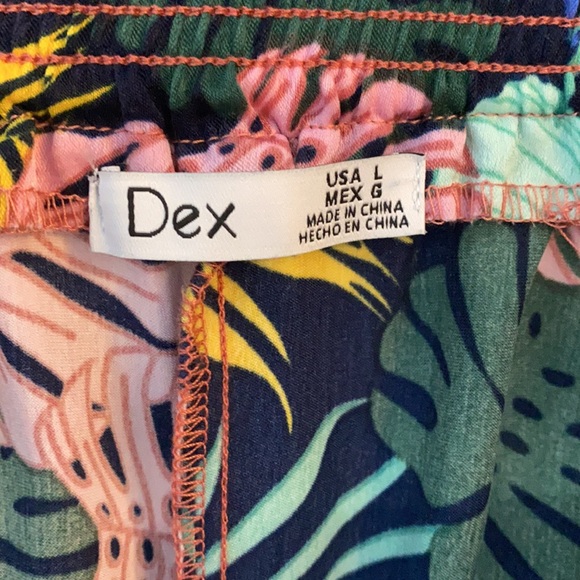 Dex
USA L
MEX G
MADE IN CHINA
HECHO EN CHINA